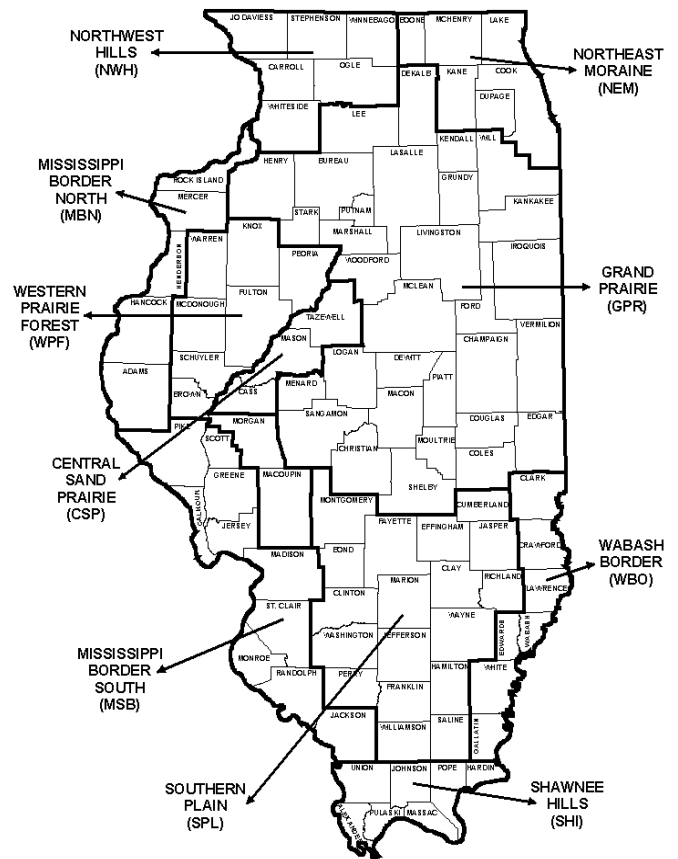 JO DAVIESS
STEPHENSON
WINNEBAGO
BOONE
MCHENRY
LAKE
NORTHWEST
HILLS
(NWH)
CARROLL
OGLE
DEKALB
KANE
COOK
NORTHEAST
MORAINE
(NEM)
DUPAGE
WHITESIDE
LEE
KENDALL
WILL
LASALLE
HENRY
BUREAU
GRUNDY
MISSISSIPPI
BORDER
NORTH
(MBN)
ROCK ISLAND
MERCER
KANKAKEE
STARK
PUTNAM
MARSHALL
KNOX
LIVINGSTON
WARREN
HENDERSON
PEORIA
WOODFORD
IROQUOIS
MCLEAN
GRAND
PRAIRIE
(GPR)
WESTERN
PRAIRIE
FOREST
(WPF)
FULTON
HANCOCK
MCDONOUGH
FORD
TAZEWELL
VERMILION
MASON
CHAMPAIGN
LOGAN
DEWITT
SCHUYLER
ADAMS
PIATT
MENARD
BROWN
CASS
MACON
SANGAMON
DOUGLAS
EDGAR
MORGAN
PIKE
SCOTT
MOULTRIE
CHRISTIAN
COLES
CENTRAL
SAND
PRAIRIE
(CSP)
GREENE
MACOUPIN
CLARK
SHELBY
MONTGOMERY
CUMBERLAND
CALHOUN
JERSEY
FAYETTE
EFFINGHAM
JASPER
CRAWFORD
WABASH
BORDER
(WBO)
MADISON
BOND
CLAY
RICHLAND
LAWRENCE
MARION
CLINTON
ST. CLAIR
WAYNE
EDWARDS
WABASH
WASHINGTON
JEFFERSON
MISSISSIPPI
BORDER
SOUTH
(MSB)
MONROE
RANDOLPH
PERRY
HAMILTON
WHITE
FRANKLIN
JACKSON
WILLIAMSON
SALINE
GALLATIN
UNION
JOHNSON
POPE
HARDIN
SOUTHERN
PLAIN
(SPL)
SHAWNEE
HILLS
(SHI)
ALEXANDER
PULASKI
MASSAC